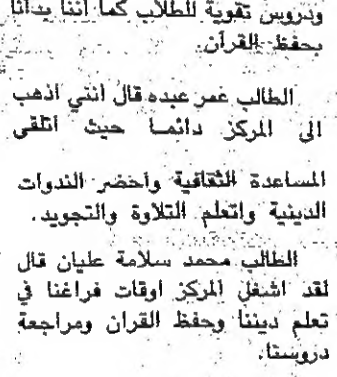 ودروس تقوية للطلاب كما اننا بدأنا
بحفظ القرآن.
الطالب عمر عبده قال انني اذهب
الى المركز دائما حيث اتلقى
المساعدة الثقافية واحضر الندوات
الدينية واتعلم التلاوة والتجويد.
الطالب محمد سلامة عليان قال
لقد اشغل المركز اوقات فراغنا في
تعلم ديننا وحفظ القران ومراجعة
دروسنا.